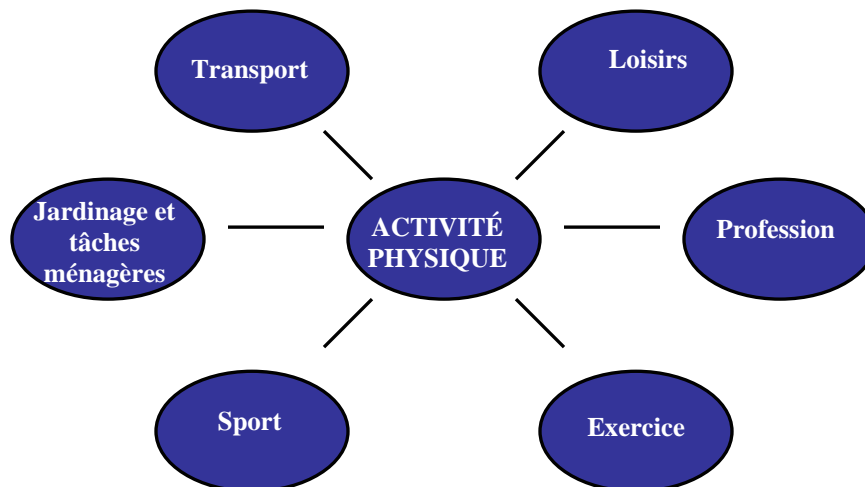 Transport
Loisirs
Jardinage et
tâches
ménagères
ACTIVITÉ
PHYSIQUE
Profession
Sport
Exercice